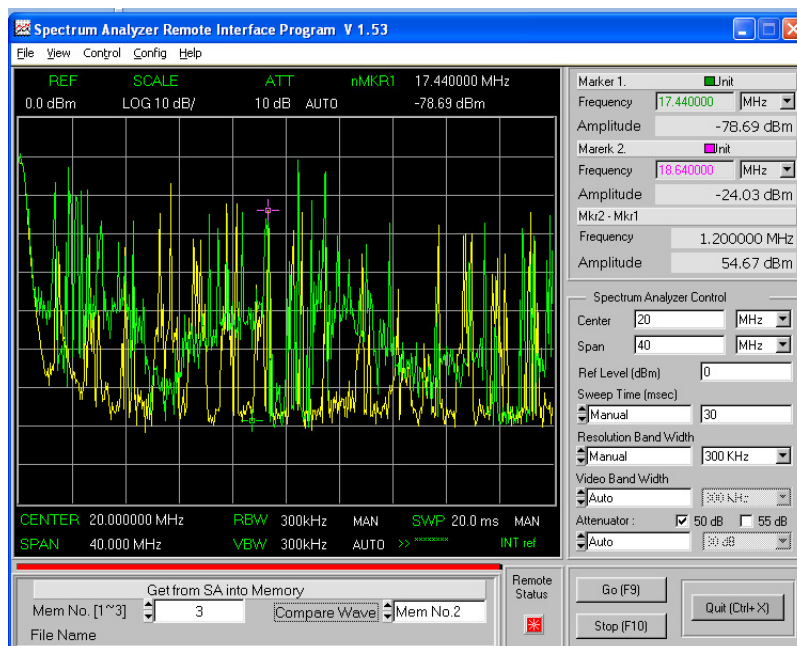 Spectrum Analyzer Remote Interface Program V 1.53
File View Control Config Help
REF SCALE ATT nMKR1 17.440000 MHz
0.0 dBm LOG 10 dB/ 10 dB AUTO -78.69 dBm
CENTER 20.000000 MHz RBW 300kHz MAN SWP 20.0 ms MAN
SPAN 40.000 MHz VBW 300kHz AUTO >> ******** INT ref
Marker 1. Unit
Frequency 17.440000 MHz
Amplitude -78.69 dBm
Marerk 2. Unit
Frequency 18.640000 MHz
Amplitude -24.03 dBm
Mkr2 - Mkr1
Frequency 1.200000 MHz
Amplitude 54.67 dBm
Spectrum Analyzer Control
Center 20 MHz
Span 40 MHz
Ref Level (dBm) 0
Sweep Time (msec)
Manual 30
Resolution Band Width
Manual 300 KHz
Video Band Width
Auto 300 KHz
Attenuator : 50 dB 55 dB
Auto dB
Get from SA into Memory
Mem No. [1~3] 3 Compare Wave Mem No.2
File Name
Remote
Status
Go (F9)
Stop (F10)
Quit (Ctrl+X)